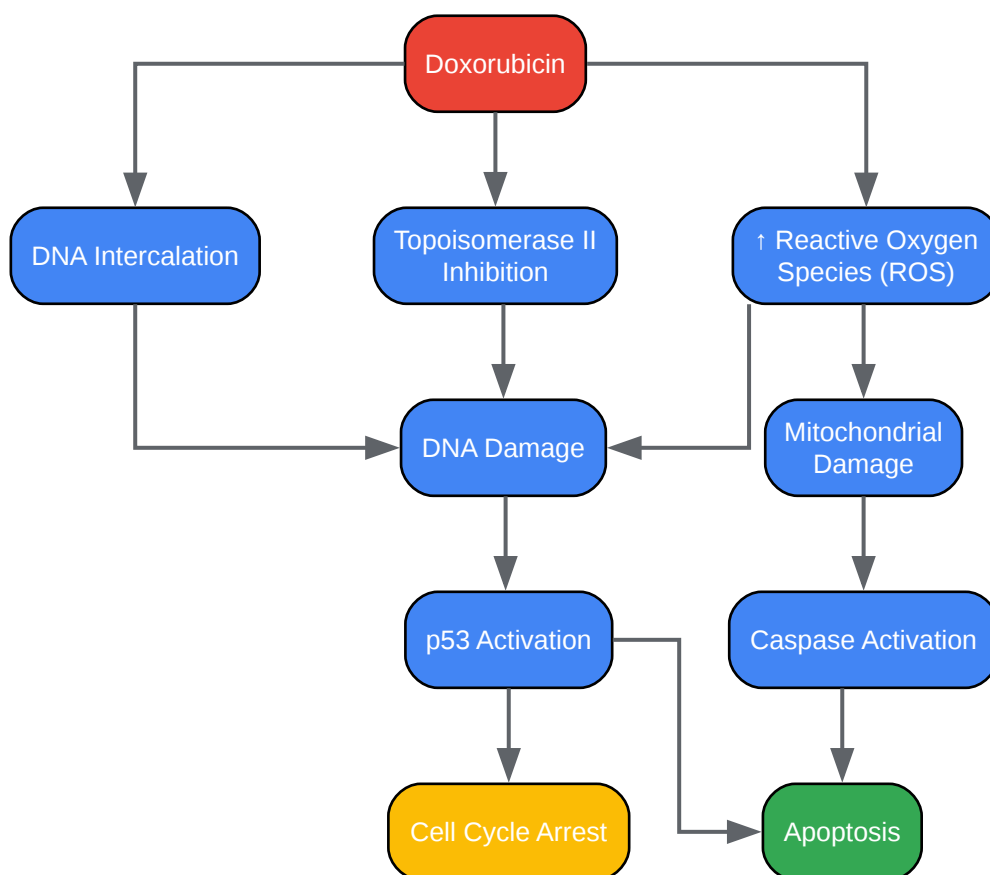 Doxorubicin
DNA Intercalation
Topoisomerase II
Inhibition
↑ Reactive Oxygen
Species (ROS)
DNA Damage
Mitochondrial
Damage
p53 Activation
Caspase Activation
Cell Cycle Arrest
Apoptosis